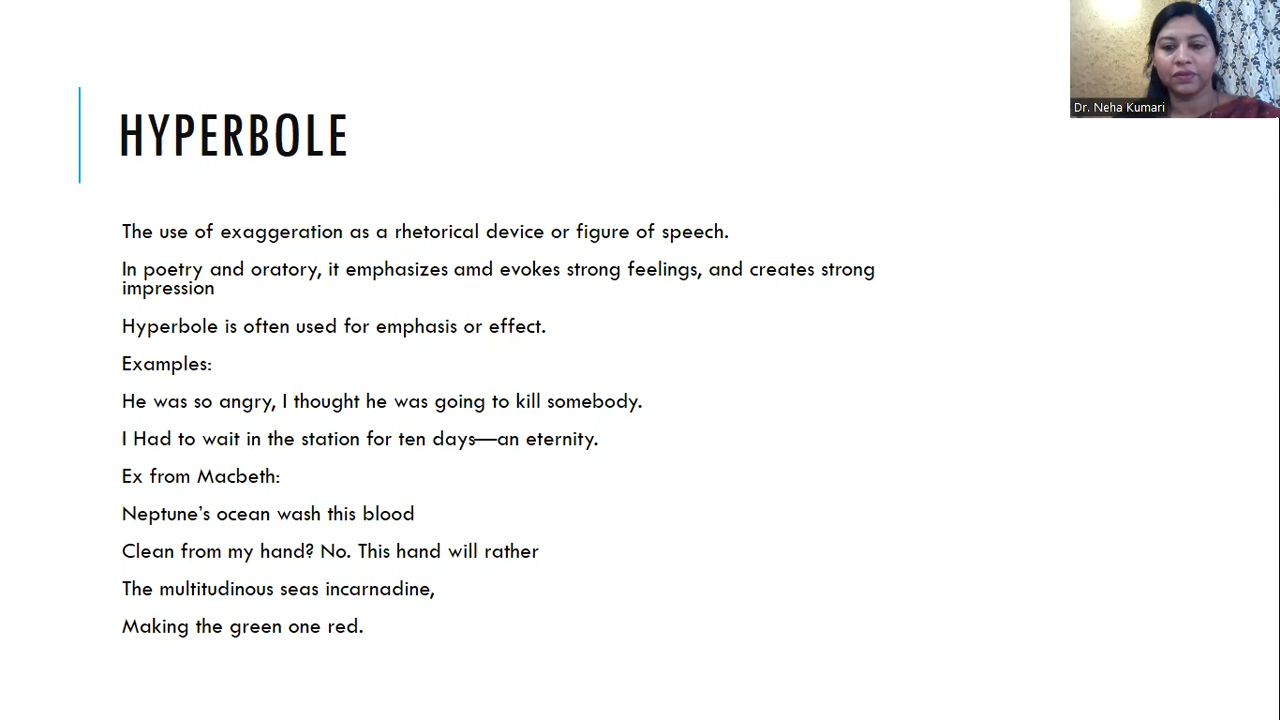 Dr. Neha Kumari
HYPERBOLE
The use of exaggeration as a rhetorical device or figure of speech.
In poetry and oratory, it emphasizes amd evokes strong feelings, and creates strong
impression
Hyperbole is often used for emphasis or effect.
Examples:
He was so angry, I thought he was going to kill somebody.
I Had to wait in the station for ten days—an eternity.
Ex from Macbeth:
Neptune’s ocean wash this blood
Clean from my hand? No. This hand will rather
The multitudinous seas incarnadine,
Making the green one red.